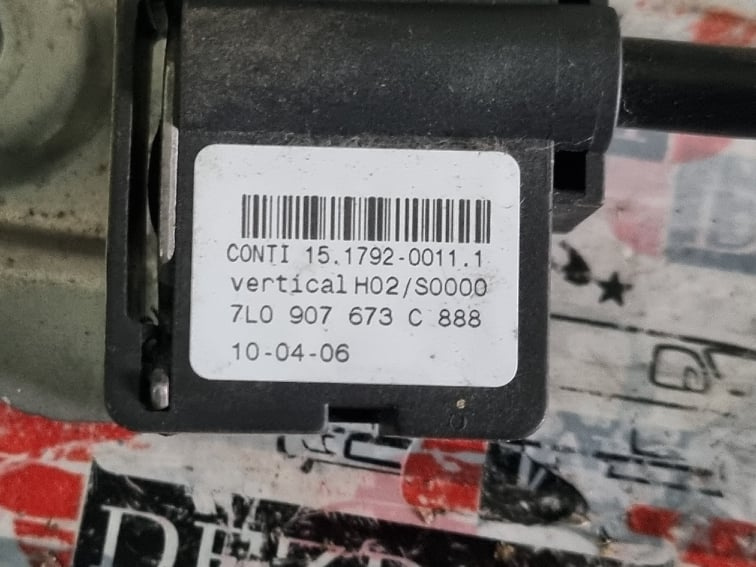 CONTI 15.1792-0011.1
vertical H02/S0000
7L0 907 673 C 888
10-04-06